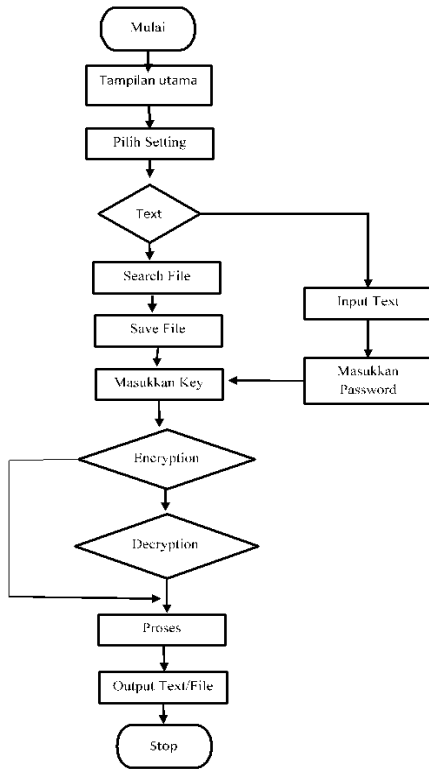 Mulai
Tampilan utama
Pilih Setting
Text
Search File
Input Text
Save File
Masukkan Key
Masukkan
Password
Encryption
Decryption
Proses
Output Text/File
Stop